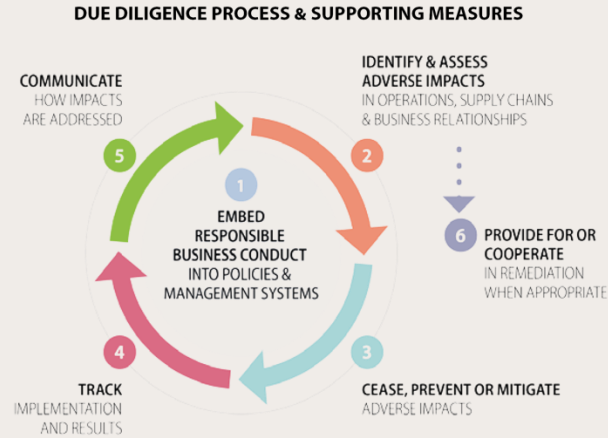 DUE DILIGENCE PROCESS & SUPPORTING MEASURES
COMMUNICATE
HOW IMPACTS
ARE ADDRESSED
5
IDENTIFY & ASSESS
ADVERSE IMPACTS
IN OPERATIONS, SUPPLY CHAINS
& BUSINESS RELATIONSHIPS
2
1
EMBED
RESPONSIBLE
BUSINESS CONDUCT
INTO POLICIES &
MANAGEMENT SYSTEMS
6
PROVIDE FOR OR
COOPERATE
IN REMEDIATION
WHEN APPROPRIATE
4
TRACK
IMPLEMENTATION
AND RESULTS
3
CEASE, PREVENT OR MITIGATE
ADVERSE IMPACTS